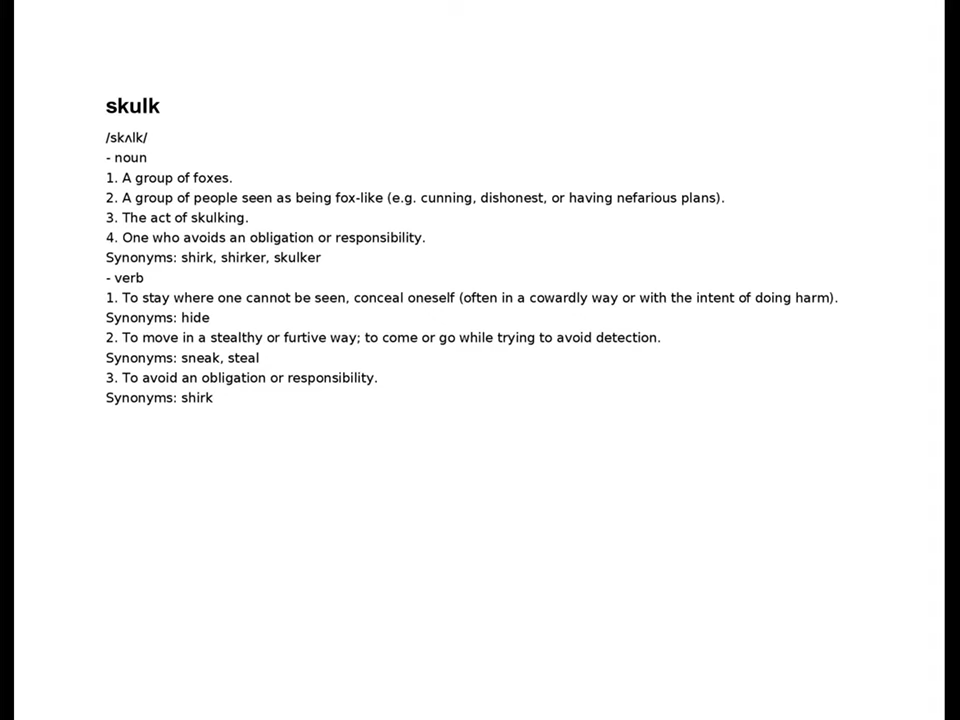 skulk
/skʌlk/
- noun
1. A group of foxes.
2. A group of people seen as being fox-like (e.g. cunning, dishonest, or having nefarious plans).
3. The act of skulking.
4. One who avoids an obligation or responsibility.
Synonyms: shirk, shirker, skulker
- verb
1. To stay where one cannot be seen, conceal oneself (often in a cowardly way or with the intent of doing harm).
Synonyms: hide
2. To move in a stealthy or furtive way; to come or go while trying to avoid detection.
Synonyms: sneak, steal
3. To avoid an obligation or responsibility.
Synonyms: shirk